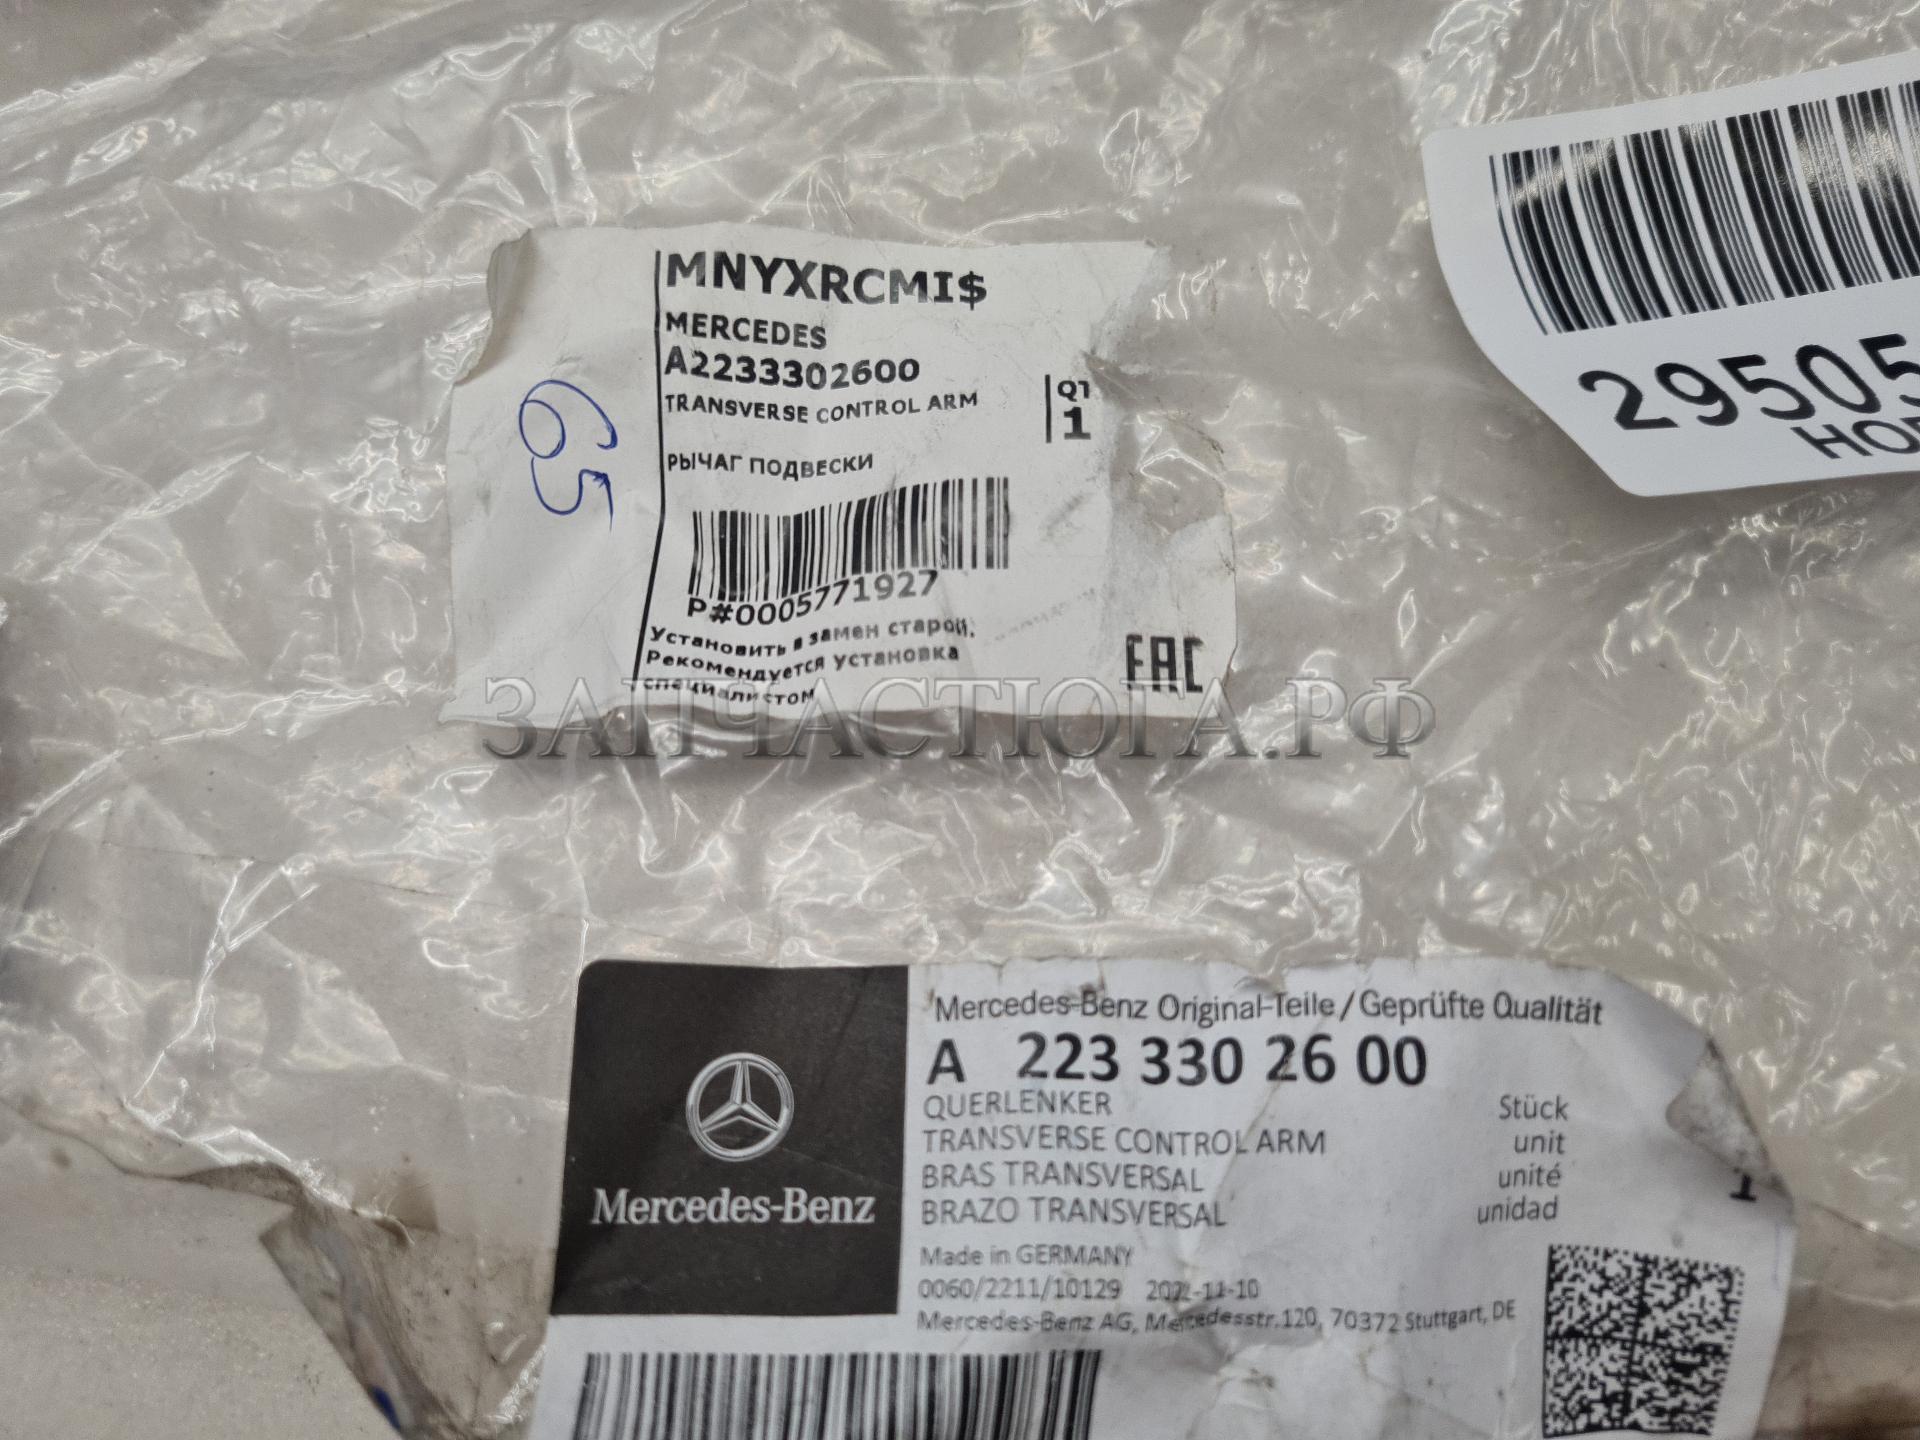 MNYXRCMI$
MERCEDES
A2233302600
TRANSVERSE CONTROL ARM
1
РЫЧАГ ПОДВЕСКИ
65
P#0005771927
Установить в замен старой.
Рекомендуется установка
специалистом
EAC
29505
ЗАПЧАСТЮГА.РФ
Mercedes-Benz Original-Teile/Geprüfte Qualität
A 223 330 26 00
QUERLENKER Stück
TRANSVERSE CONTROL ARM unit
BRAS TRANSVERSAL unité
BRAZO TRANSVERSAL unidad
1
Mercedes-Benz
Made in GERMANY
0060/2211/10129
Mercedes-Benz AG, Mercedesstr.120, 70372 Stuttgart, DE